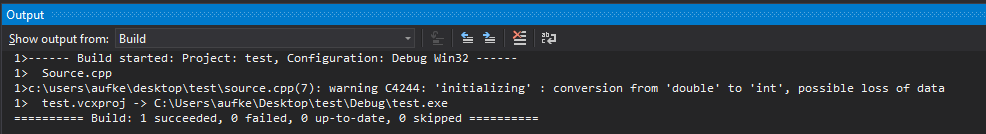 Output
Show output from: Build
1>------ Build started: Project: test, Configuration: Debug Win32 ------
1>  Source.cpp
1>c:\users\aufke\desktop\test\source.cpp(7): warning C4244: 'initializing' : conversion from 'double' to 'int', possible loss of data
1>  test.vcxproj -> C:\Users\aufke\Desktop\test\Debug\test.exe
========== Build: 1 succeeded, 0 failed, 0 up-to-date, 0 skipped ==========